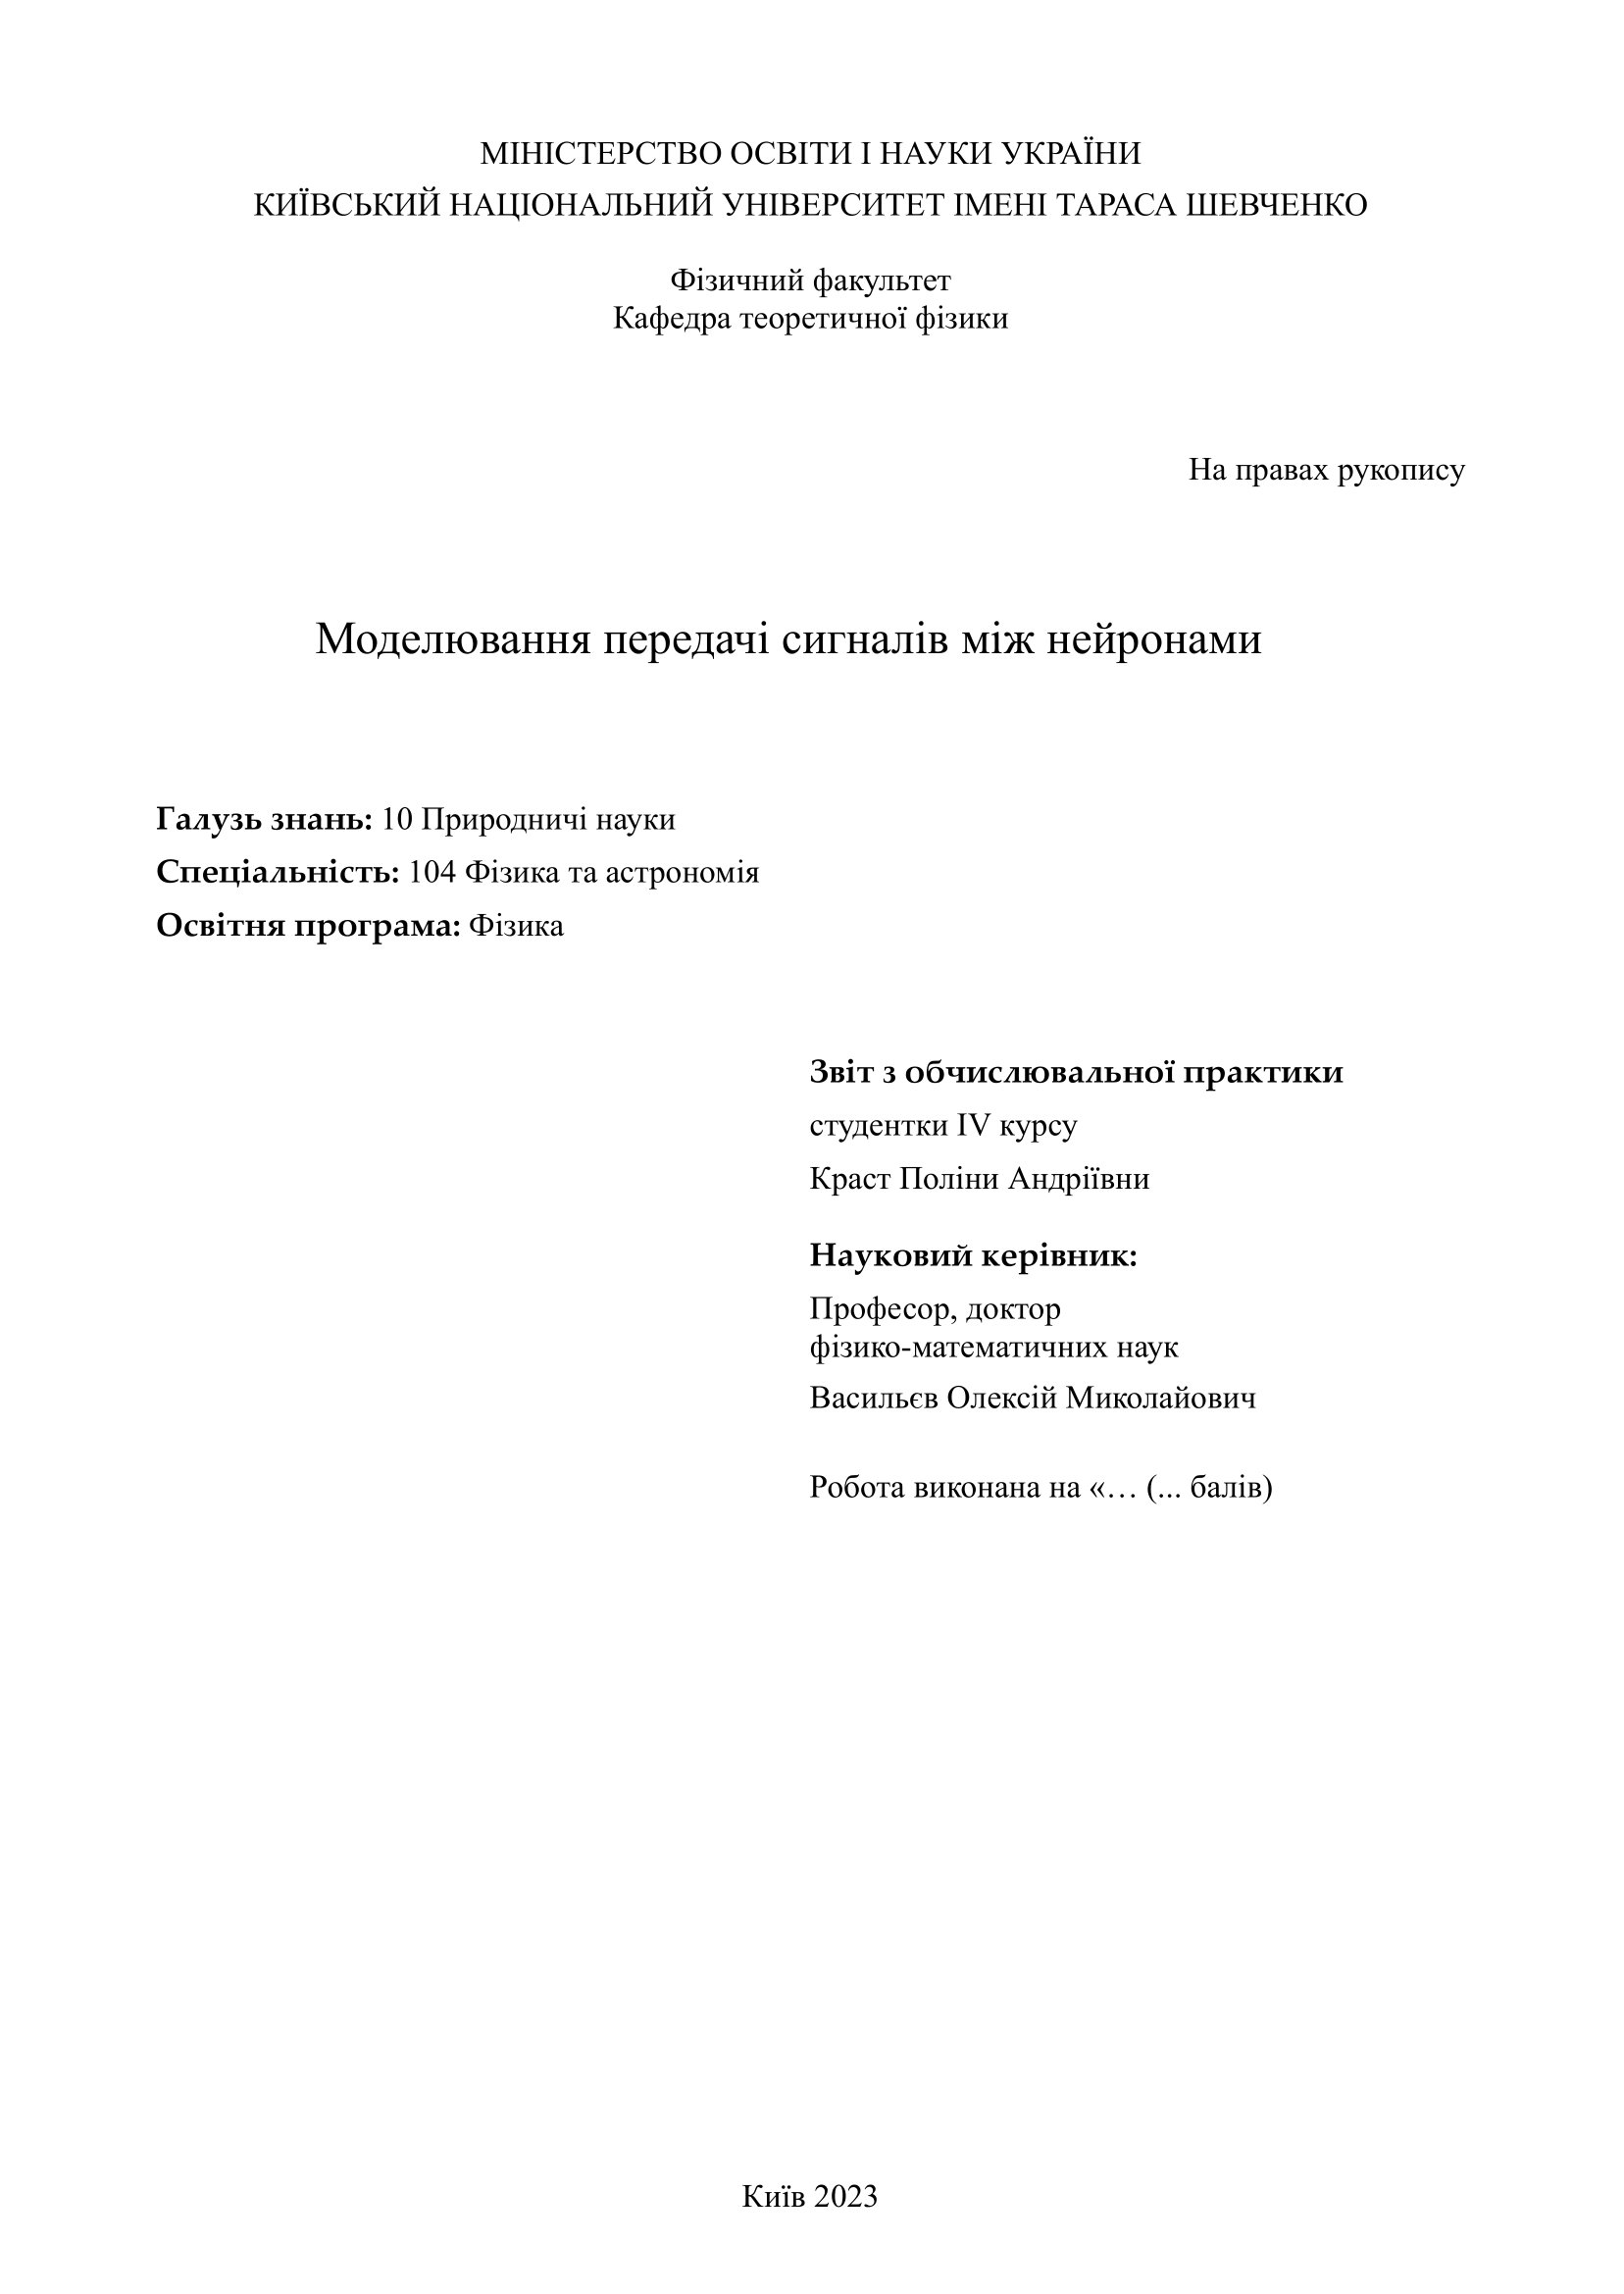 МІНІСТЕРСТВО ОСВІТИ І НАУКИ УКРАЇНИ
КИЇВСЬКИЙ НАЦІОНАЛЬНИЙ УНІВЕРСИТЕТ ІМЕНІ ТАРАСА ШЕВЧЕНКО
Фізичний факультет
Кафедра теоретичної фізики
На правах рукопису
Моделювання передачі сигналів між нейронами
Галузь знань: 10 Природничі науки
Спеціальність: 104 Фізика та астрономія
Освітня програма: Фізика
Звіт з обчислювальної практики
студентки IV курсу
Краст Поліни Андріївни
Науковий керівник:
Професор, доктор
фізико-математичних наук
Васильєв Олексій Миколайович
Робота виконана на «… (... балів)
Київ 2023